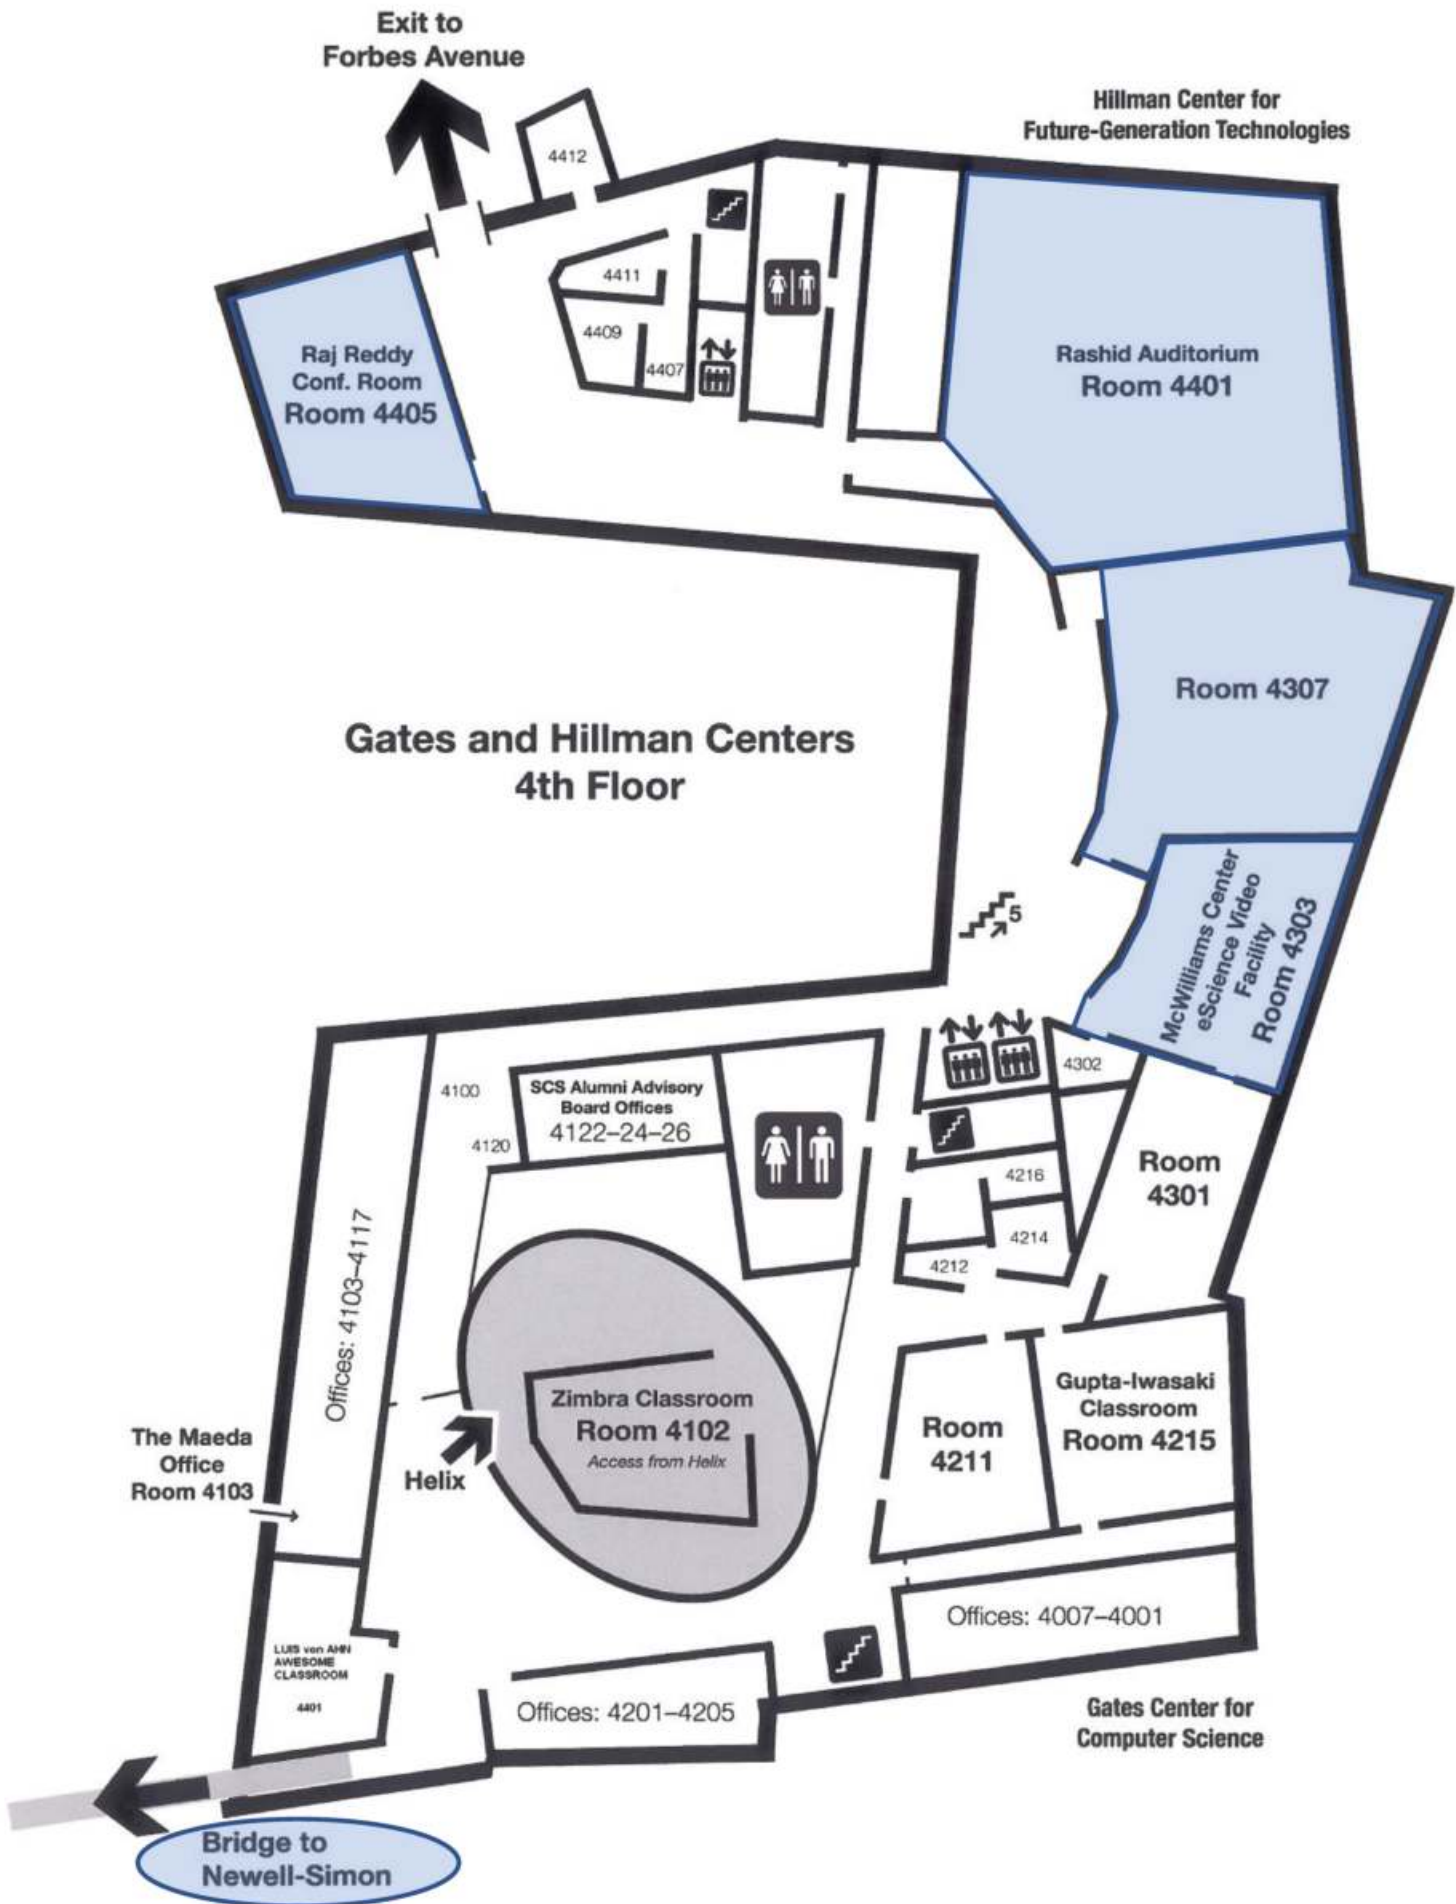 Exit to
Forbes Avenue
Hillman Center for
Future-Generation Technologies
4412
4411
4409
4407
Raj Reddy
Conf. Room
Room 4405
Rashid Auditorium
Room 4401
Room 4307
Gates and Hillman Centers
4th Floor
McWilliams Center
eScience Video
Facility
Room 4303
5
4302
4100
SCS Alumni Advisory
Board Offices
4122–24–26
4120
Room
4301
4216
4214
4212
Offices: 4103–4117
Zimbra Classroom
Room 4102
Access from Helix
Helix
The Maeda
Office
Room 4103
Room
4211
Gupta-Iwasaki
Classroom
Room 4215
Offices: 4007–4001
LUIS von AHN
AWESOME
CLASSROOM
4401
Offices: 4201–4205
Gates Center for
Computer Science
Bridge to
Newell-Simon